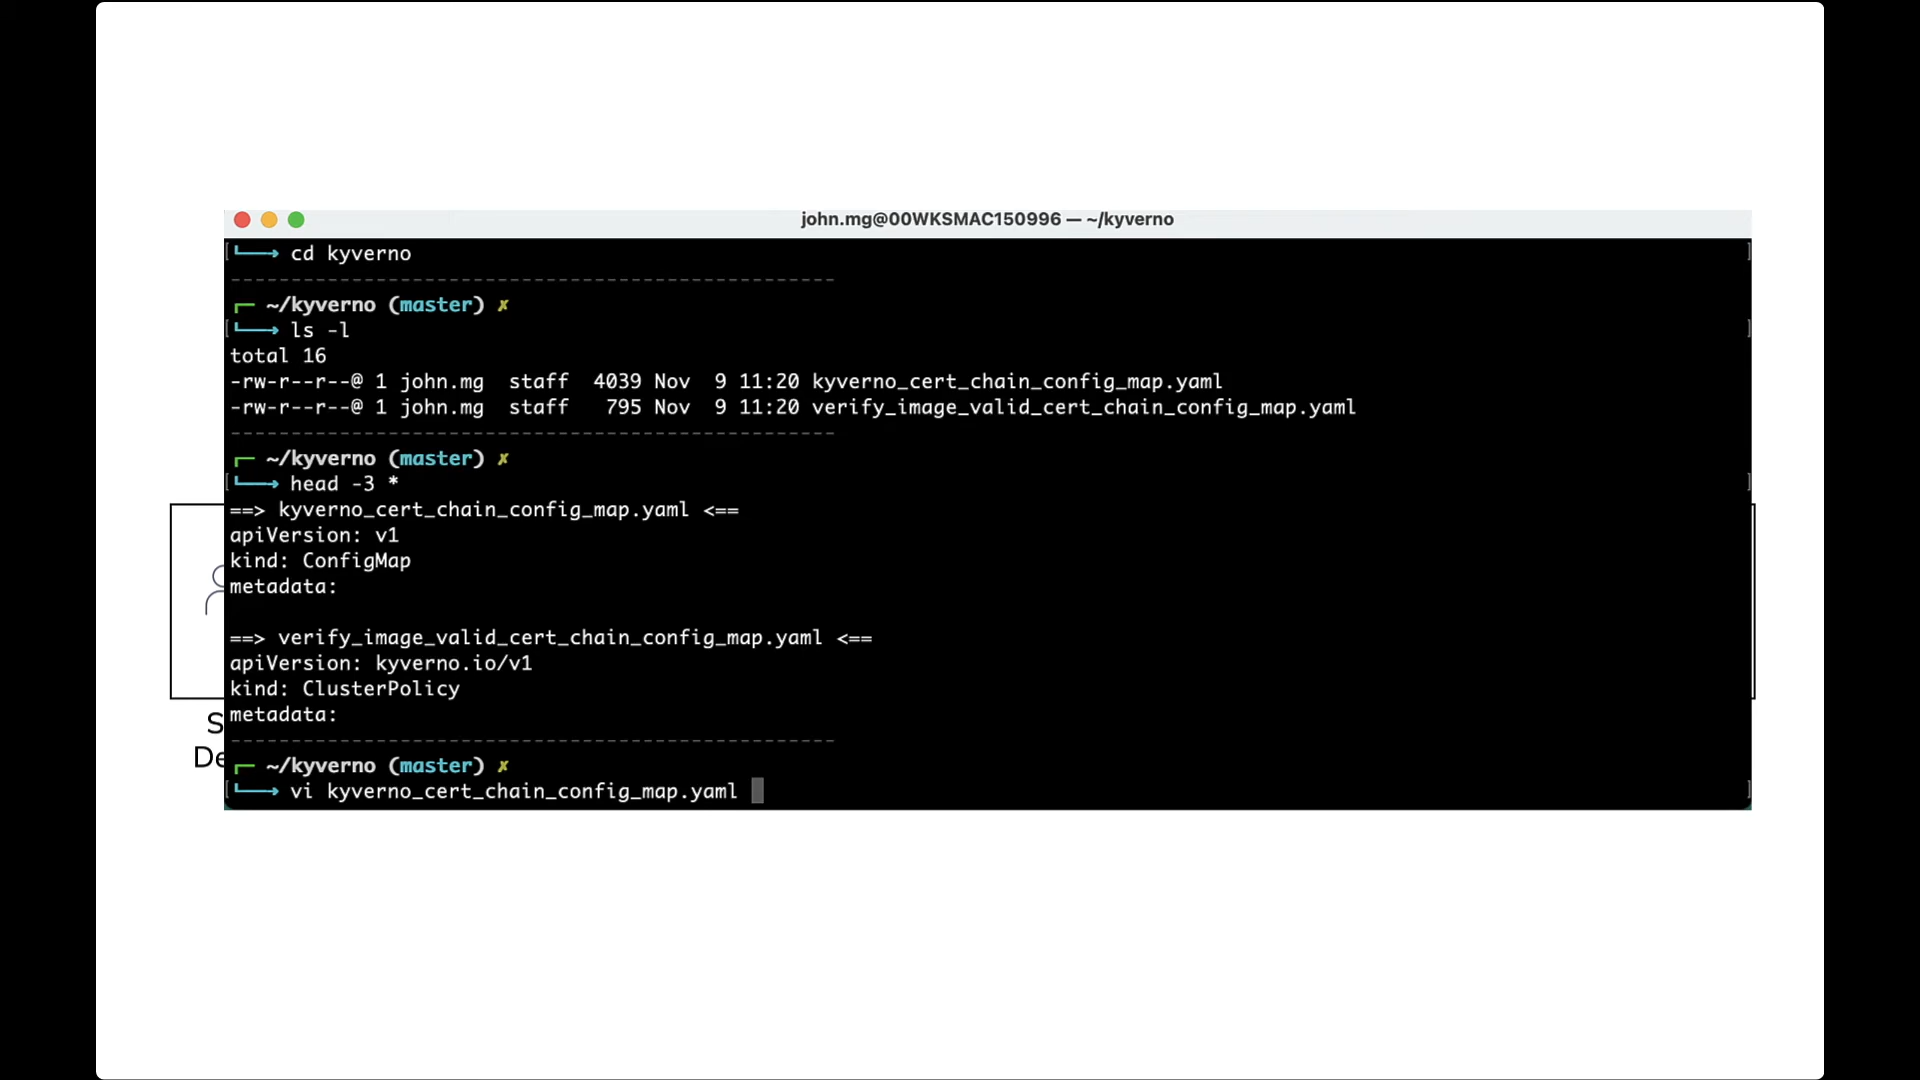 john.mg@00WKSMAC150996 — ~/kyverno
cd kyverno
~/kyverno (master) ✗
ls -l
total 16
-rw-r--r--@ 1 john.mg  staff  4039 Nov  9 11:20 kyverno_cert_chain_config_map.yaml
-rw-r--r--@ 1 john.mg  staff   795 Nov  9 11:20 verify_image_valid_cert_chain_config_map.yaml
~/kyverno (master) ✗
head -3 *
==> kyverno_cert_chain_config_map.yaml <==
apiVersion: v1
kind: ConfigMap
metadata:
==> verify_image_valid_cert_chain_config_map.yaml <==
apiVersion: kyverno.io/v1
kind: ClusterPolicy
metadata:
~/kyverno (master) ✗
vi kyverno_cert_chain_config_map.yaml